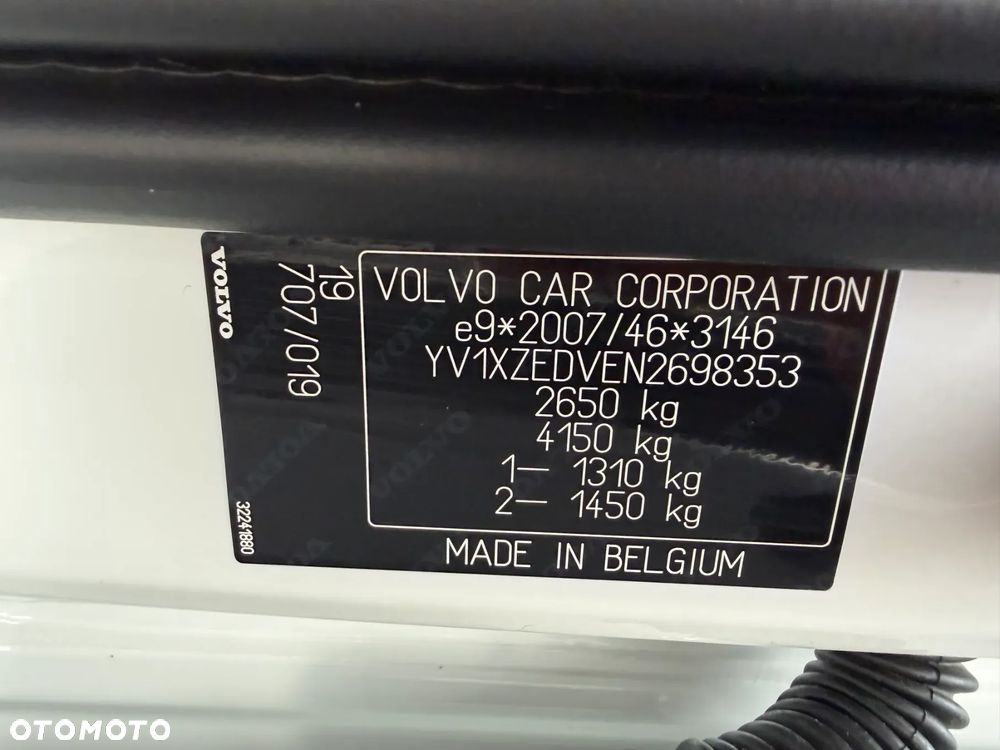 VOLVO
19
707/019
VOLVO CAR CORPORATION
e9*2007/46*3146
YV1XZEDVEN2698353
2650 kg
4150 kg
1– 1310 kg
2– 1450 kg
MADE IN BELGIUM
32241880
OTOMOTO